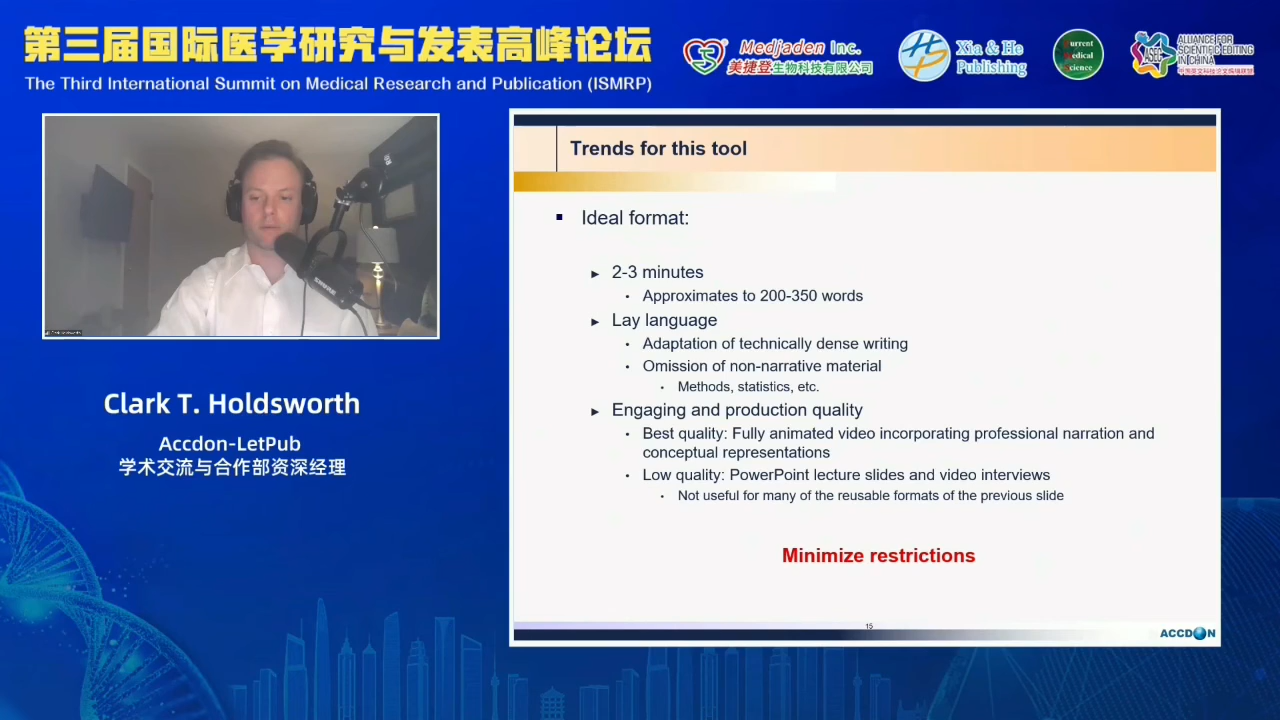 第三届国际医学研究与发表高峰论坛
The Third International Summit on Medical Research and Publication (ISMRP)
Medjaden Inc.
美捷登生物科技有限公司
Xia & He
Publishing
Current
Medical
Science
ALLIANCE FOR
SCIENTIFIC EDITING
IN CHINA
Clark T. Holdsworth
Accdon-LetPub
学术交流与合作部资深经理
Trends for this tool
Ideal format:
2-3 minutes
Approximates to 200-350 words
Lay language
Adaptation of technically dense writing
Omission of non-narrative material
Methods, statistics, etc.
Engaging and production quality
Best quality: Fully animated video incorporating professional narration and
conceptual representations
Low quality: PowerPoint lecture slides and video interviews
Not useful for many of the reusable formats of the previous slide
Minimize restrictions
15
ACCDON